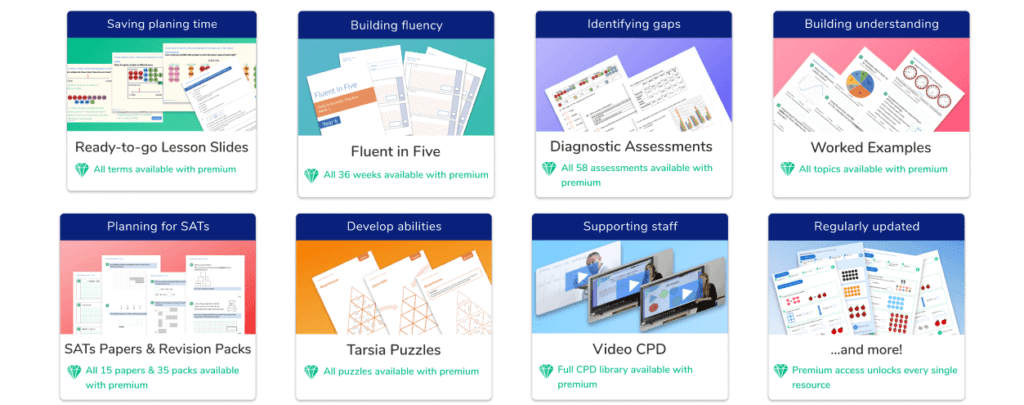 Saving planing time
Ready-to-go Lesson Slides
All terms available with premium
Building fluency
Fluent in Five
Year 6
Fluent in Five
All 36 weeks available with premium
Identifying gaps
Diagnostic Assessments
All 58 assessments available with
premium
Building understanding
Worked Examples
All topics available with premium
Planning for SATs
SATs Papers & Revision Packs
All 15 papers & 35 packs available
with premium
Develop abilities
Tarsia Puzzles
All puzzles available with premium
Supporting staff
Video CPD
Full CPD library available with
premium
Regularly updated
...and more!
Premium access unlocks every single
resource